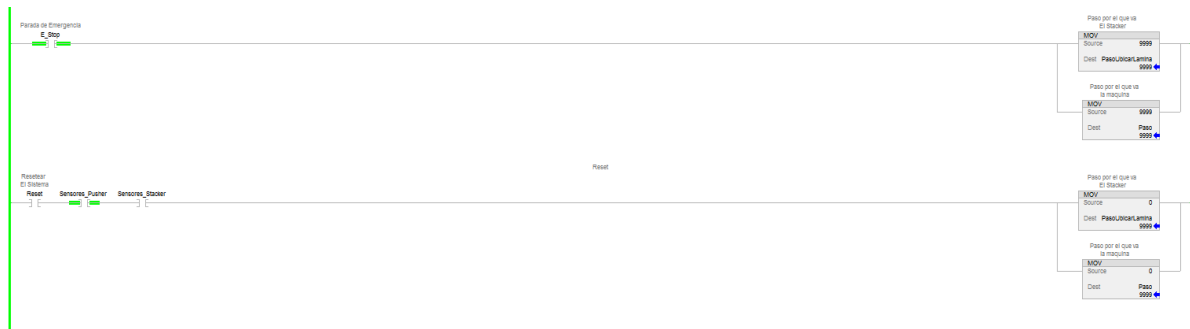 Parada de Emergencia
E_Stop
Paso por el que va
El Stacker
MOV
Source 9999
Dest PasoUbicarLamina
9999
Paso por el que va
la maquina
MOV
Source 9999
Dest Paso
9999
Reset
Resetear
El Sistema
Reset Sensores_Pusher Sensores_Stacker
Paso por el que va
El Stacker
MOV
Source 0
Dest PasoUbicarLamina
9999
Paso por el que va
la maquina
MOV
Source 0
Dest Paso
9999